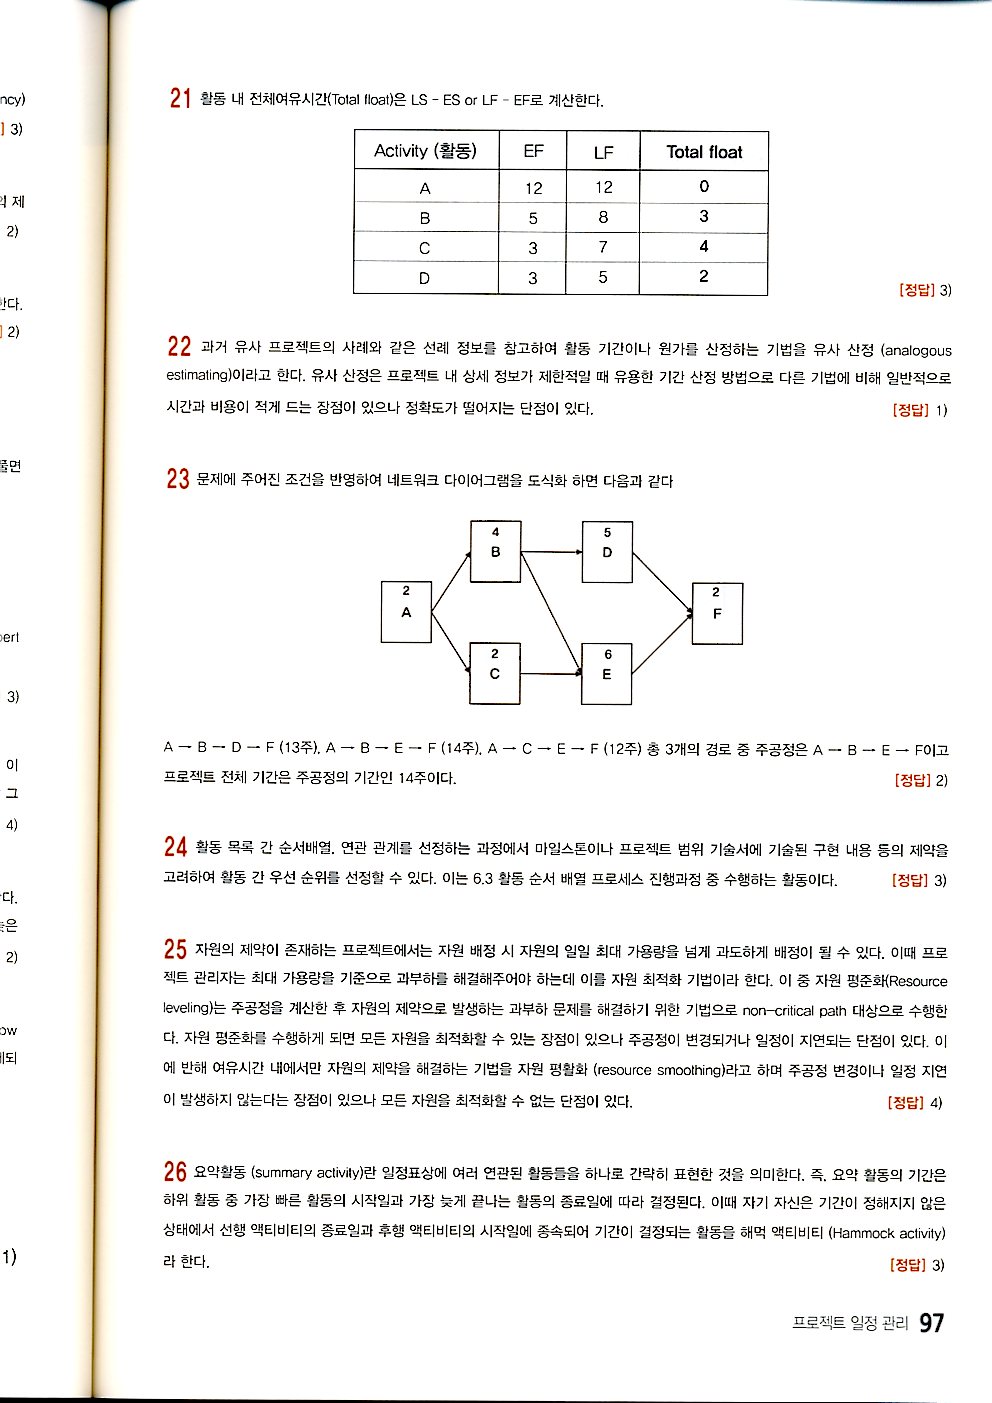 ncy)
] 3)
의 제
2)
한다.
] 2)
풀면
pert
3)
이
그
4)
다.
늦은
2)
ow
1)
21 활동 내 전체여유시간(Total float)은 LS - ES or LF - EF로 계산한다.
Activity (활동) EF LF Total float
A 12 12 0
B 5 8 3
C 3 7 4
D 3 5 2
[정답] 3)
22 과거 유사 프로젝트의 사례와 같은 선례 정보를 참고하여 활동 기간이나 원가를 산정하는 기법을 유사 산정 (analogous
estimating)이라고 한다. 유사 산정은 프로젝트 내 상세 정보가 제한적일 때 유용한 기간 산정 방법으로 다른 기법에 비해 일반적으로
시간과 비용이 적게 드는 장점이 있으나 정확도가 떨어지는 단점이 있다. [정답] 1)
23 문제에 주어진 조건을 반영하여 네트워크 다이어그램을 도식화 하면 다음과 같다
4
B
5
D
2
A
2
F
2
C
6
E
A → B → D → F (13주), A → B → E → F (14주), A → C → E → F (12주) 총 3개의 경로 중 주공정은 A → B → E → F이고
프로젝트 전체 기간은 주공정의 기간인 14주이다. [정답] 2)
24 활동 목록 간 순서배열, 연관 관계를 선정하는 과정에서 마일스톤이나 프로젝트 범위 기술서에 기술된 구현 내용 등의 제약을
고려하여 활동 간 우선 순위를 선정할 수 있다. 이는 6.3 활동 순서 배열 프로세스 진행과정 중 수행하는 활동이다. [정답] 3)
25 자원의 제약이 존재하는 프로젝트에서는 자원 배정 시 자원의 일일 최대 가용량을 넘게 과도하게 배정이 될 수 있다. 이때 프로
젝트 관리자는 최대 가용량을 기준으로 과부하를 해결해주어야 하는데 이를 자원 최적화 기법이라 한다. 이 중 자원 평준화(Resource
leveling)는 주공정을 계산한 후 자원의 제약으로 발생하는 과부하 문제를 해결하기 위한 기법으로 non-critical path 대상으로 수행한
다. 자원 평준화를 수행하게 되면 모든 자원을 최적화할 수 있는 장점이 있으나 주공정이 변경되거나 일정이 지연되는 단점이 있다. 이
에 반해 여유시간 내에서만 자원의 제약을 해결하는 기법을 자원 평활화 (resource smoothing)라고 하며 주공정 변경이나 일정 지연
이 발생하지 않는다는 장점이 있으나 모든 자원을 최적화할 수 없는 단점이 있다. [정답] 4)
26 요약활동 (summary activity)란 일정표상에 여러 연관된 활동들을 하나로 간략히 표현한 것을 의미한다. 즉, 요약 활동의 기간은
하위 활동 중 가장 빠른 활동의 시작일과 가장 늦게 끝나는 활동의 종료일에 따라 결정된다. 이때 자기 자신은 기간이 정해지지 않은
상태에서 선행 액티비티의 종료일과 후행 액티비티의 시작일에 종속되어 기간이 결정되는 활동을 해먹 액티비티 (Hammock activity)
라 한다. [정답] 3)
프로젝트 일정 관리 97